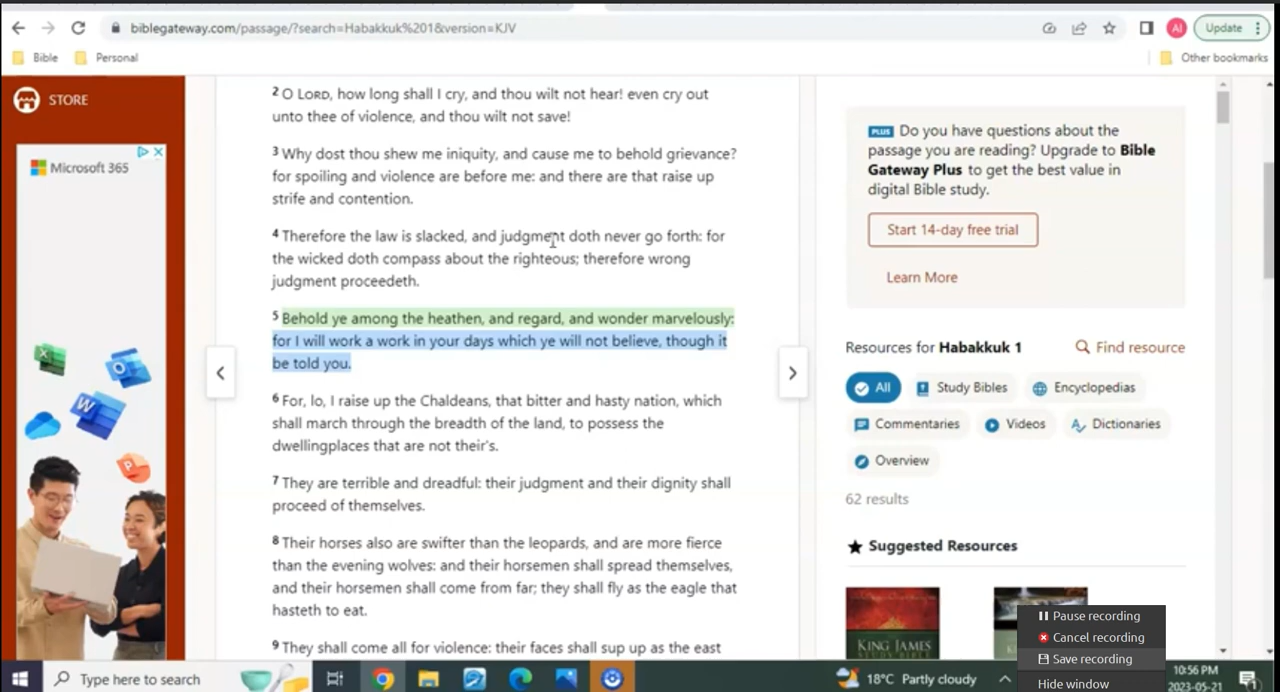 biblegateway.com/passage/?search=Habakkuk%201&version=KJV
AI
Update
Bible
Personal
Other bookmarks
STORE
Microsoft 365
2 O LORD, how long shall I cry, and thou wilt not hear! even cry out
unto thee of violence, and thou wilt not save!
3 Why dost thou shew me iniquity, and cause me to behold grievance?
for spoiling and violence are before me: and there are that raise up
strife and contention.
4 Therefore the law is slacked, and judgment doth never go forth: for
the wicked doth compass about the righteous; therefore wrong
judgment proceedeth.
5 Behold ye among the heathen, and regard, and wonder marvelously:
for I will work a work in your days which ye will not believe, though it
be told you.
6 For, lo, I raise up the Chaldeans, that bitter and hasty nation, which
shall march through the breadth of the land, to possess the
dwellingplaces that are not their's.
7 They are terrible and dreadful: their judgment and their dignity shall
proceed of themselves.
8 Their horses also are swifter than the leopards, and are more fierce
than the evening wolves: and their horsemen shall spread themselves,
and their horsemen shall come from far; they shall fly as the eagle that
hasteth to eat.
9 They shall come all for violence: their faces shall sup up as the east
PLUS Do you have questions about the
passage you are reading? Upgrade to Bible
Gateway Plus to get the best value in
digital Bible study.
Start 14-day free trial
Learn More
Resources for Habakkuk 1
Find resource
All
Study Bibles
Encyclopedias
Commentaries
Videos
Dictionaries
Overview
62 results
Suggested Resources
KING JAMES
STUDY BIBLE
Pause recording
Cancel recording
Save recording
Hide window
Type here to search
18°C Partly cloudy
10:56 PM
2023-05-21
1